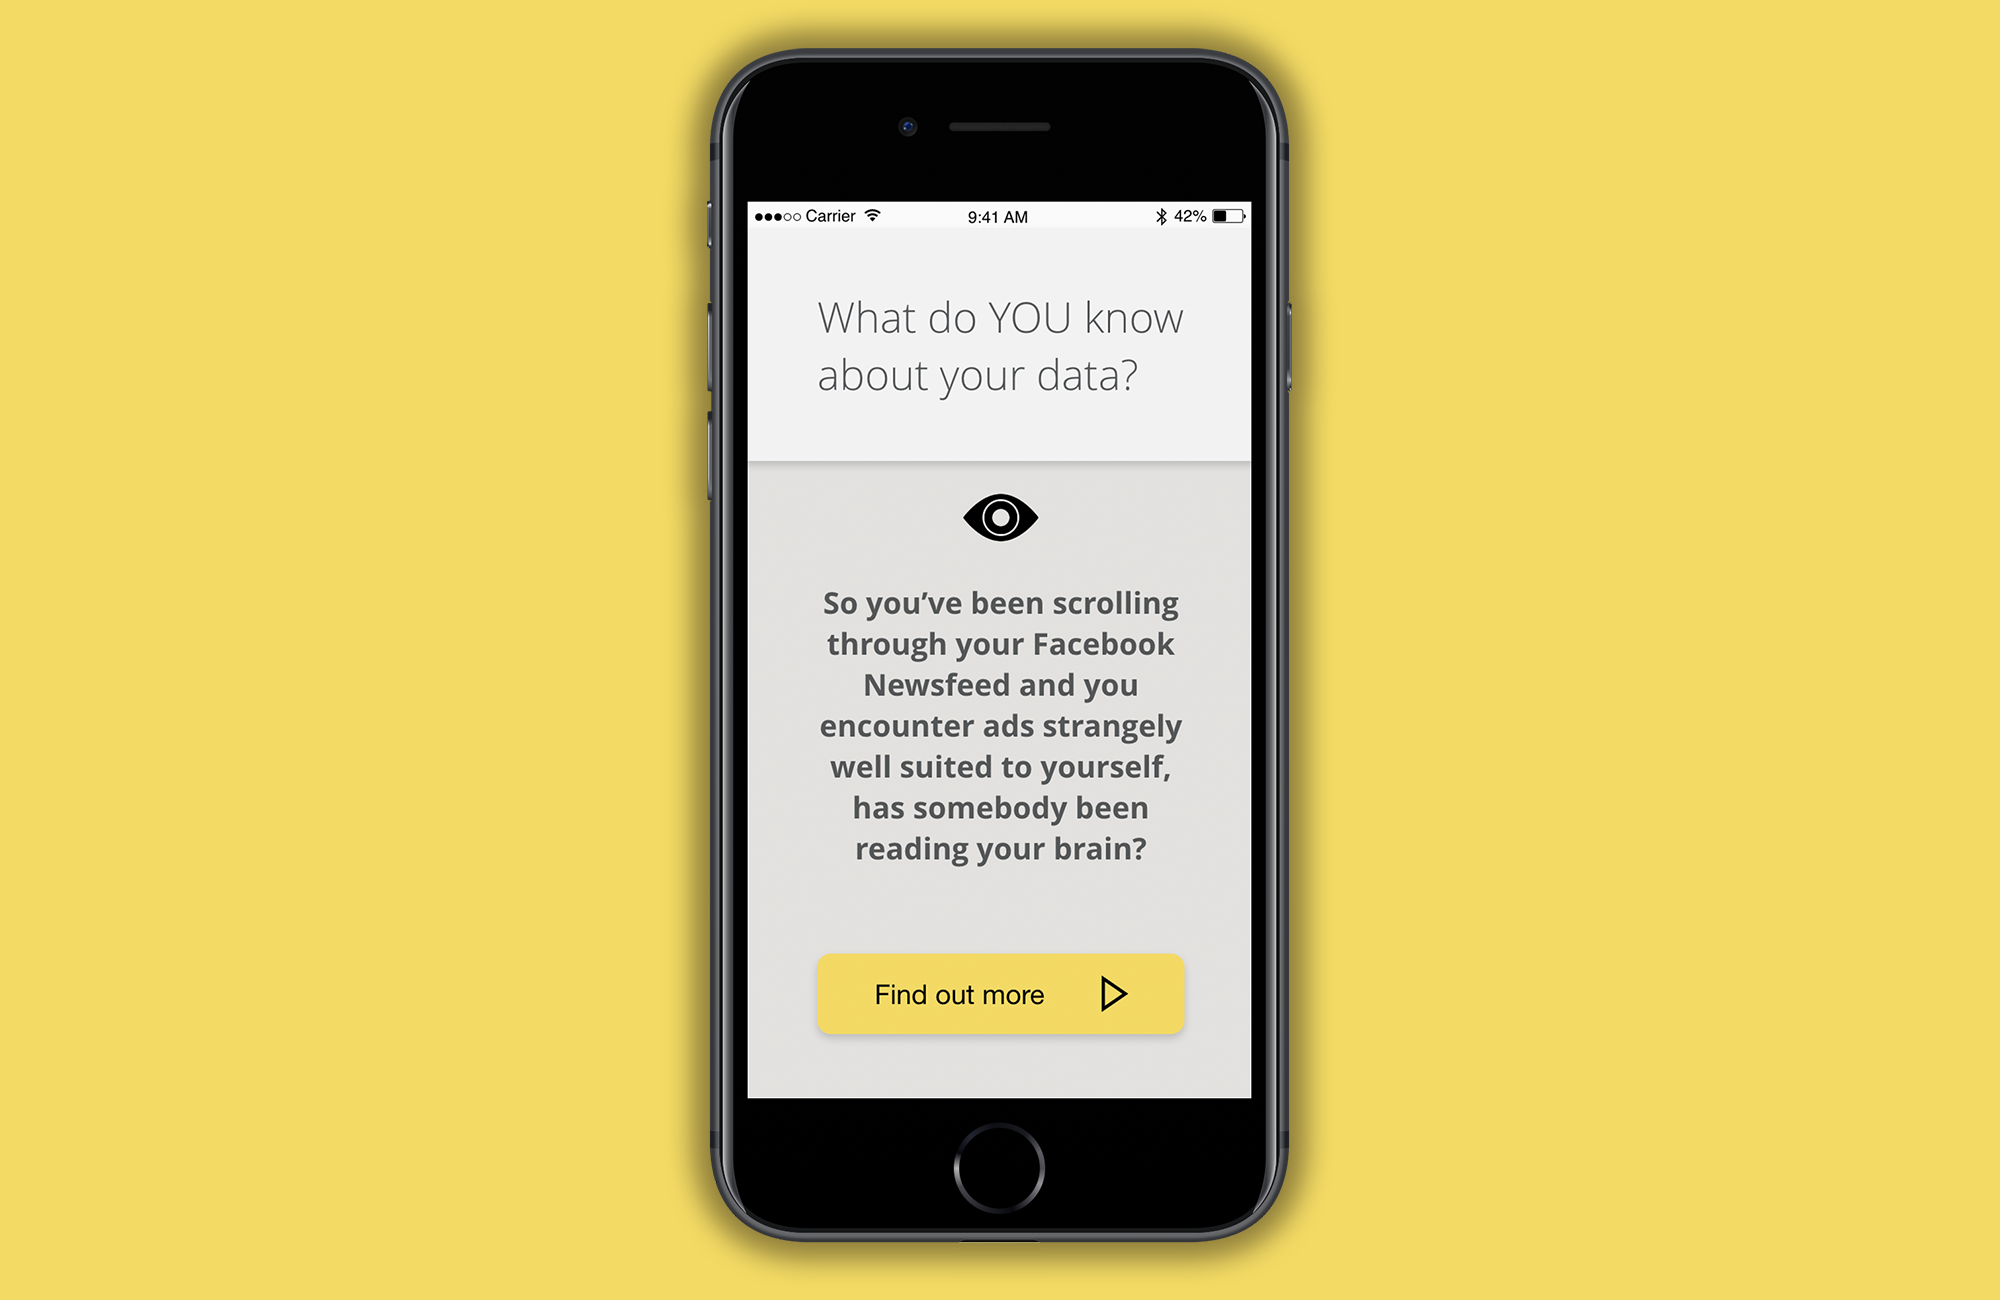 Carrier 9:41 AM 42%
What do YOU know
about your data?
So you’ve been scrolling
through your Facebook
Newsfeed and you
encounter ads strangely
well suited to yourself,
has somebody been
reading your brain?
Find out more